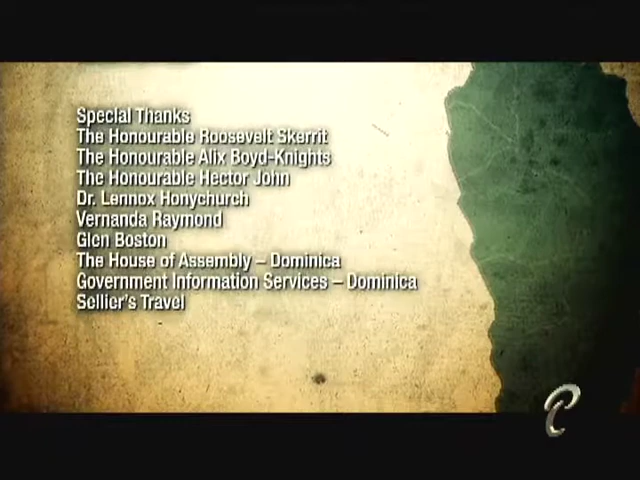 Special Thanks
The Honourable Roosevelt Skerrit
The Honourable Alix Boyd-Knights
The Honourable Hector John
Dr. Lennox Honychurch
Vernanda Raymond
Glen Boston
The House of Assembly – Dominica
Government Information Services – Dominica
Sellier's Travel